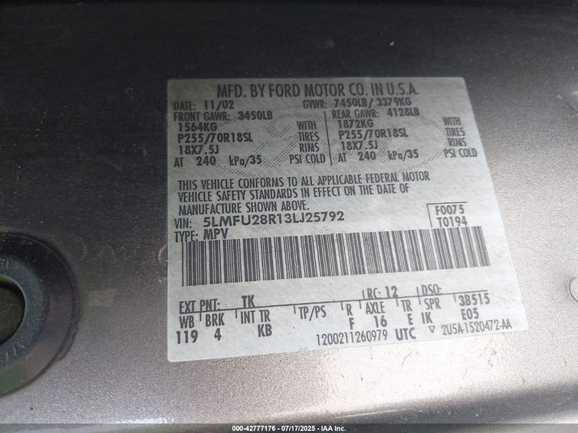 MFD. BY FORD MOTOR CO. IN U.S.A.
DATE: 11/02 GVWR: 7450LB/ 3379KG
FRONT GAWR: 3450LB REAR GAWR: 4128LB
1564KG WITH 1872KG WITH
P255/70R18SL TIRES P255/70R18SL TIRES
18X7.5J RIMS 18X7.5J RIMS
AT 240 kPa/35 PSI COLD AT 240 kPa/35 PSI COLD
THIS VEHICLE CONFORMS TO ALL APPLICABLE FEDERAL MOTOR
VEHICLE SAFETY STANDARDS IN EFFECT ON THE DATE OF
MANUFACTURE SHOWN ABOVE.
VIN: 5LMFU28R13LJ25792 F0075
TYPE: MPV T0194
EXT PNT: TK RC: 12 DSO:
WB BRK INT TR TP/PS R AXLE TR SPR 3B515
119 4 KB F 16 E IK E05
1200211260979 UTC 2U5A-1520472-AA
000-42777176 - 07/17/2025 - IAAI.COM